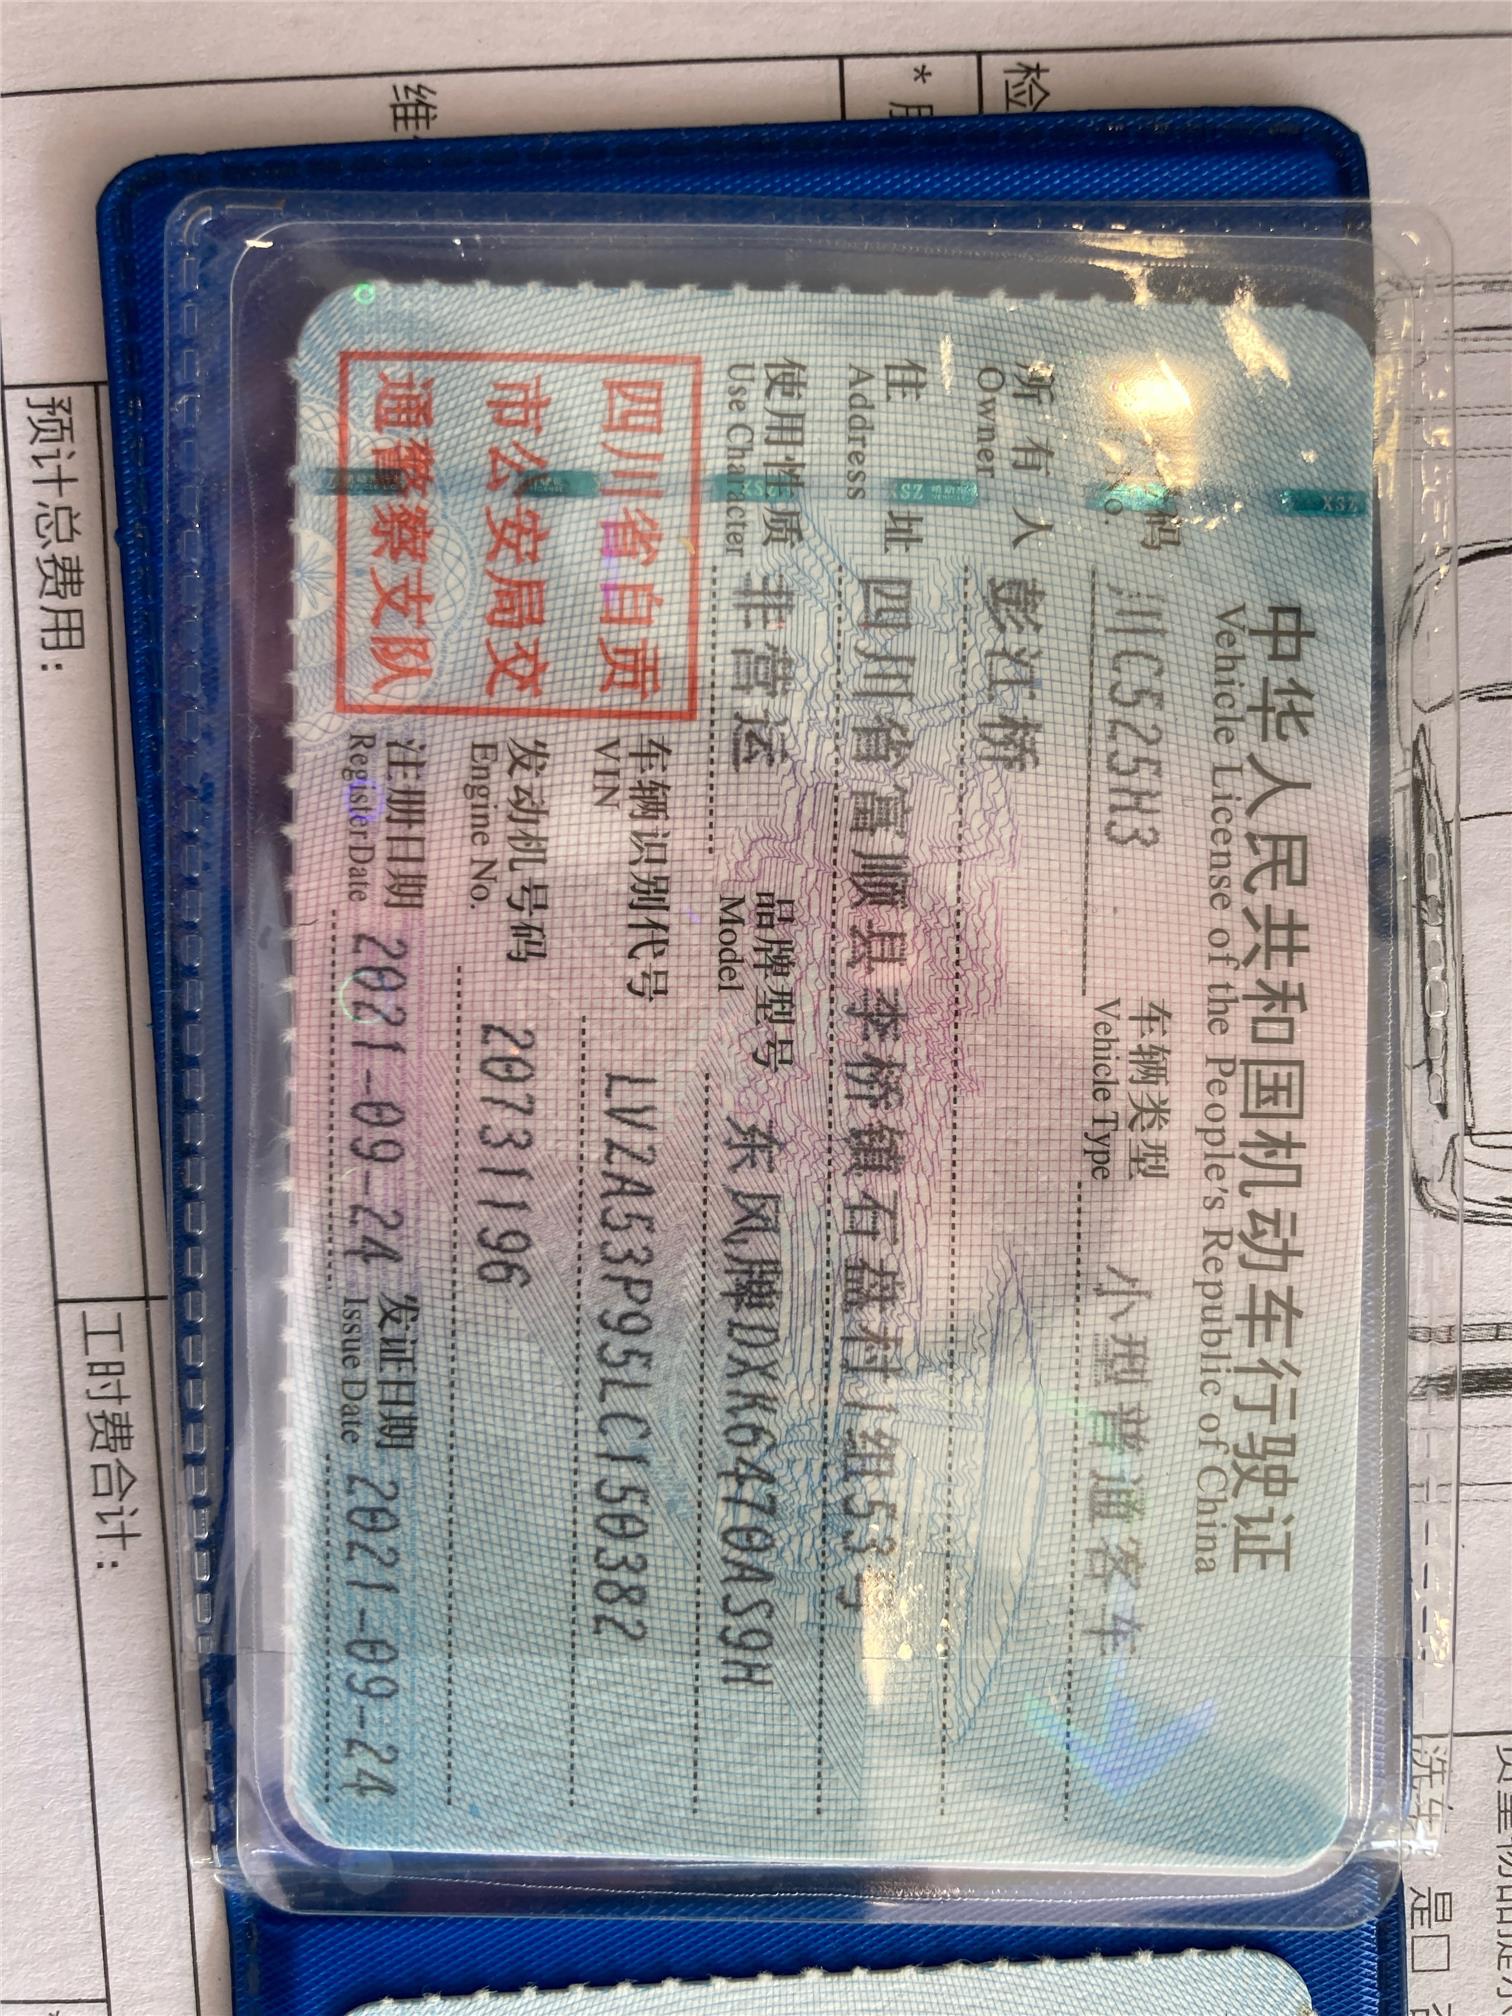 中华人民共和国机动车行驶证
Vehicle License of the People's Republic of China
码 川C525H3 车辆类型 小型普通客车
No. Vehicle Type
所有人 彭江桥
Owner
住址 四川省富顺县李桥镇石盘村1组53号
Address
使用性质 非营运 品牌型号 东风牌DXK6470AS9H
Use Character Model
四川省自贡
市公安局交
通警察支队
车辆识别代号 LVZA53P95LC150382
VIN
发动机号码 20731196
Engine No.
注册日期 2021-09-24 发证日期 2021-09-24
Register Date Issue Date
检
*
维
预计总费用：
工时费合计：
洗车 是□